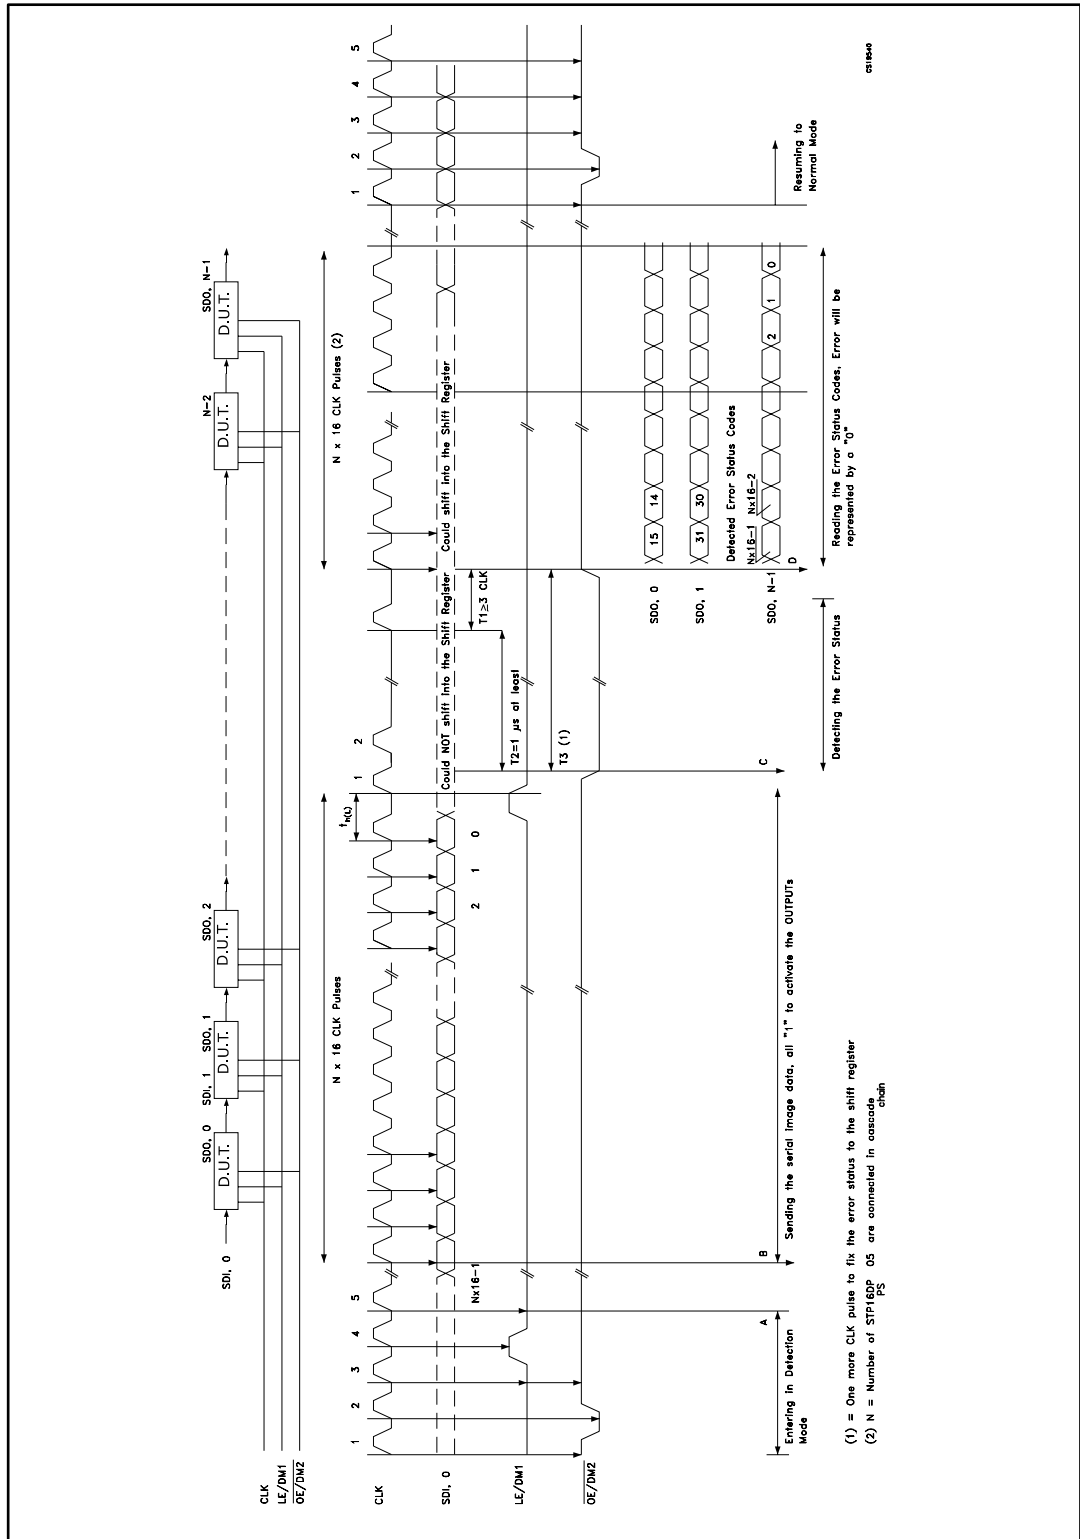 SDI, 0
SDO, 0
SDI, 1
SDO, 1
SDO, 2
N-2
SDO, N-1
D.U.T.
D.U.T.
D.U.T.
D.U.T.
D.U.T.
CLK
LE/DM1
OE/DM2
N x 16 CLK Pulses
N x 16 CLK Pulses (2)
CLK
1
2
3
4
5
1
2
1
2
3
4
5
th(L)
SDI, 0
Nx16-1
2
1
0
Could NOT shift into the Shift Register
Could shift into the Shift Register
T1≥3 CLK
T2=1 µs at least
T3 (1)
LE/DM1
OE/DM2
SDO, 0
15
14
SDO, 1
31
30
Detected Error Status Codes
Nx16-1
Nx16-2
SDO, N-1
2
1
0
A
B
C
D
Entering in Detection
Mode
Sending the serial image data, all "1" to activate the OUTPUTs
Detecting the Error Status
Reading the Error Status Codes, Error will be
represented by a "0"
Resuming to
Normal Mode
(1) = One more CLK pulse to fix the error status to the shift register
(2) N = Number of STP16DP 05 are connected in cascade
PS
chain
CS18540